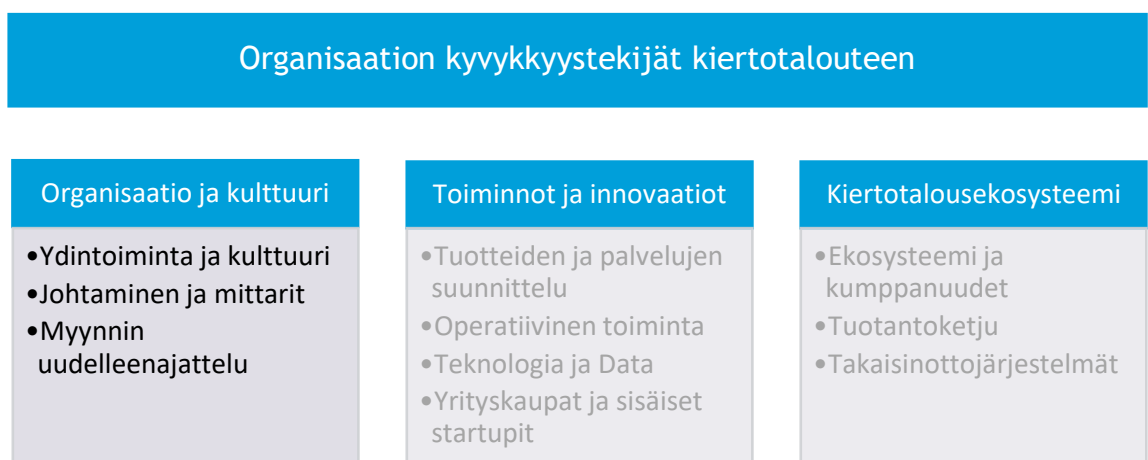 Organisaation kyvykkyystekijät kiertotalouteen
Organisaatio ja kulttuuri
•Ydintoiminta ja kulttuuri
•Johtaminen ja mittarit
•Myynnin
uudelleenajattelu
Toiminnot ja innovaatiot
•Tuotteiden ja palvelujen
suunnittelu
•Operatiivinen toiminta
•Teknologia ja Data
•Yrityskaupat ja sisäiset
startupit
Kiertotalousekosysteemi
•Ekosysteemi ja
kumppanuudet
•Tuotantoketju
•Takaisinottojärjestelmät